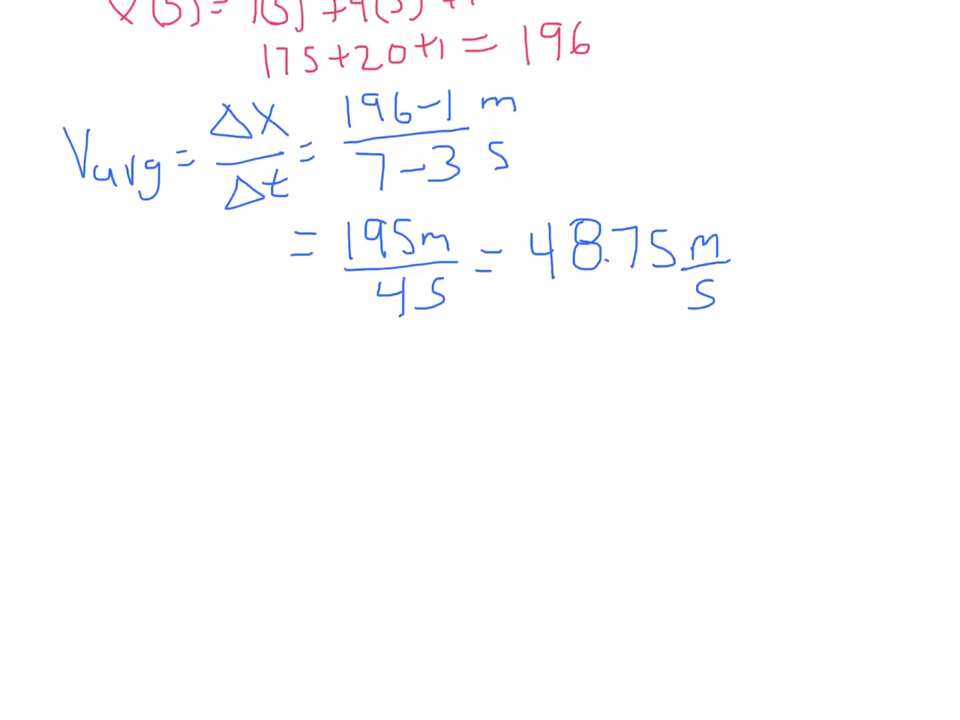 175+20+1 = 196
Vavg = ΔX/Δt = 196-1 m/7-3 s
= 195m/4s = 48.75 m/s